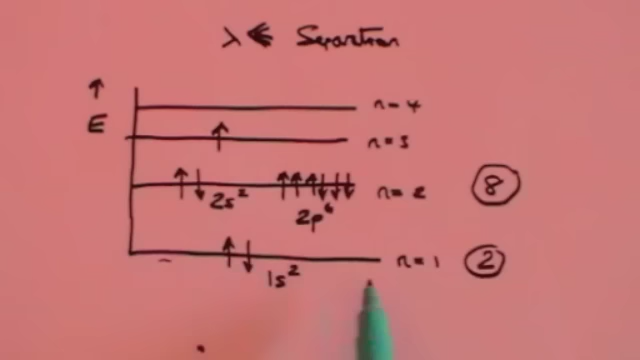 λ << Separation
↑
E
n=4
↑ n=3
↑↓ 2s² ↑↑↑↓↓↓ 2p⁶ n=2 8
↑↓ 1s² n=1 2